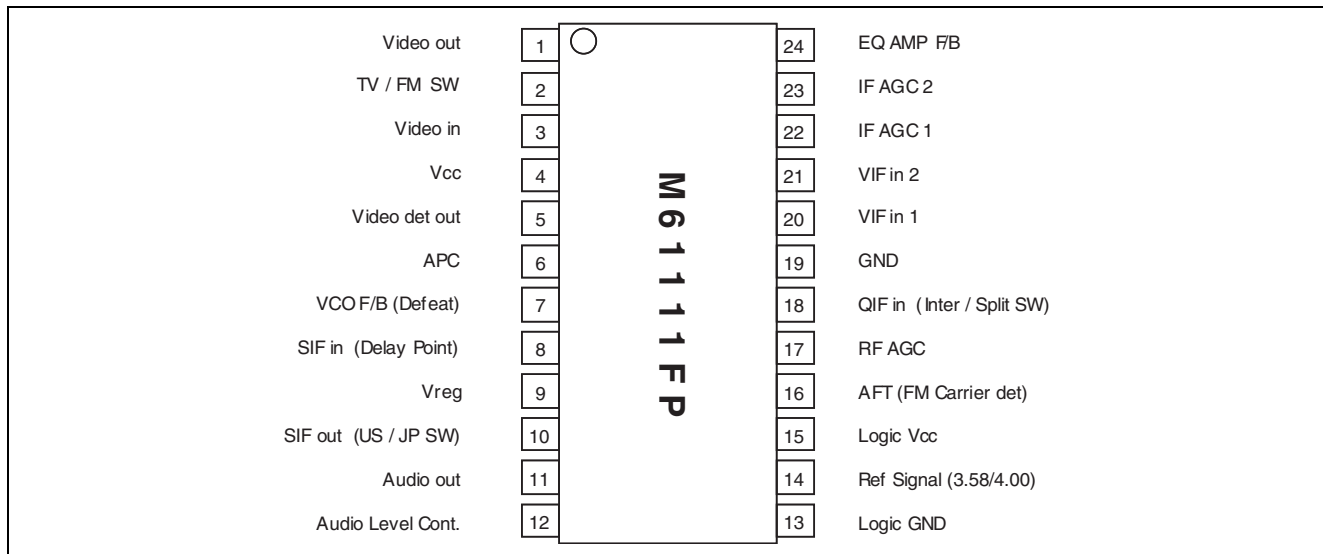 Video out 1 24 EQ AMP F/B
TV / FM SW 2 23 IF AGC 2
Video in 3 22 IF AGC 1
Vcc 4 21 VIF in 2
Video det out 5 20 VIF in 1
APC 6 19 GND
VCO F/B (Defeat) 7 18 QIF in (Inter / Split SW)
SIF in (Delay Point) 8 17 RF AGC
Vreg 9 16 AFT (FM Carrier det)
SIF out (US / JP SW) 10 15 Logic Vcc
Audio out 11 14 Ref Signal (3.58/4.00)
Audio Level Cont. 12 13 Logic GND
M61111FP